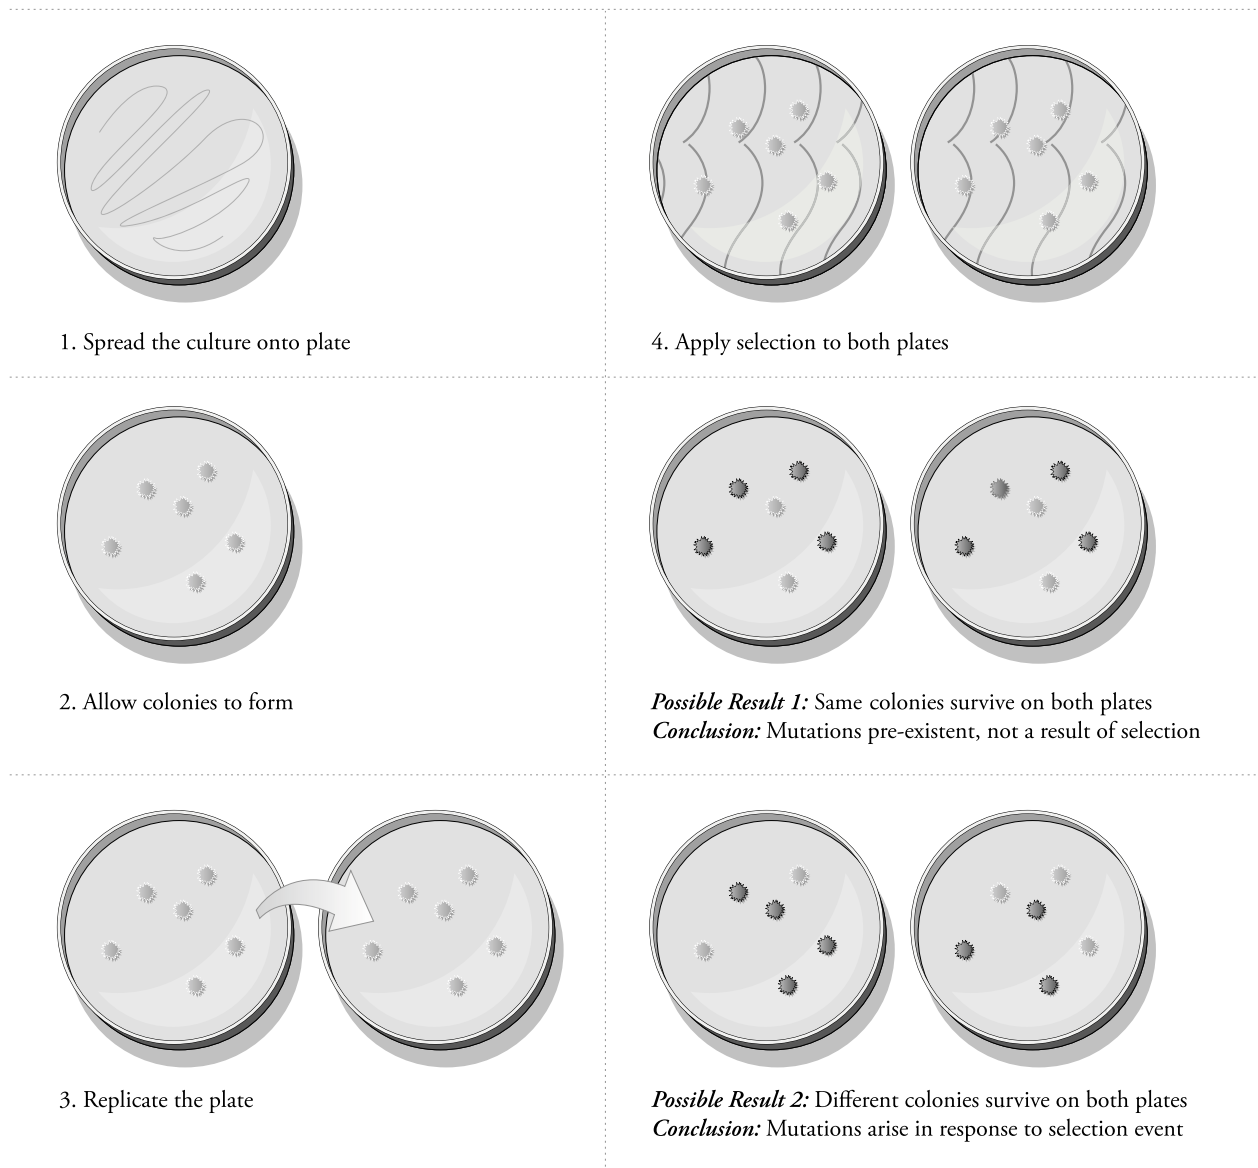 1. Spread the culture onto plate
2. Allow colonies to form
3. Replicate the plate
4. Apply selection to both plates
Possible Result 1: Same colonies survive on both plates
Conclusion: Mutations pre-existent, not a result of selection
Possible Result 2: Different colonies survive on both plates
Conclusion: Mutations arise in response to selection event